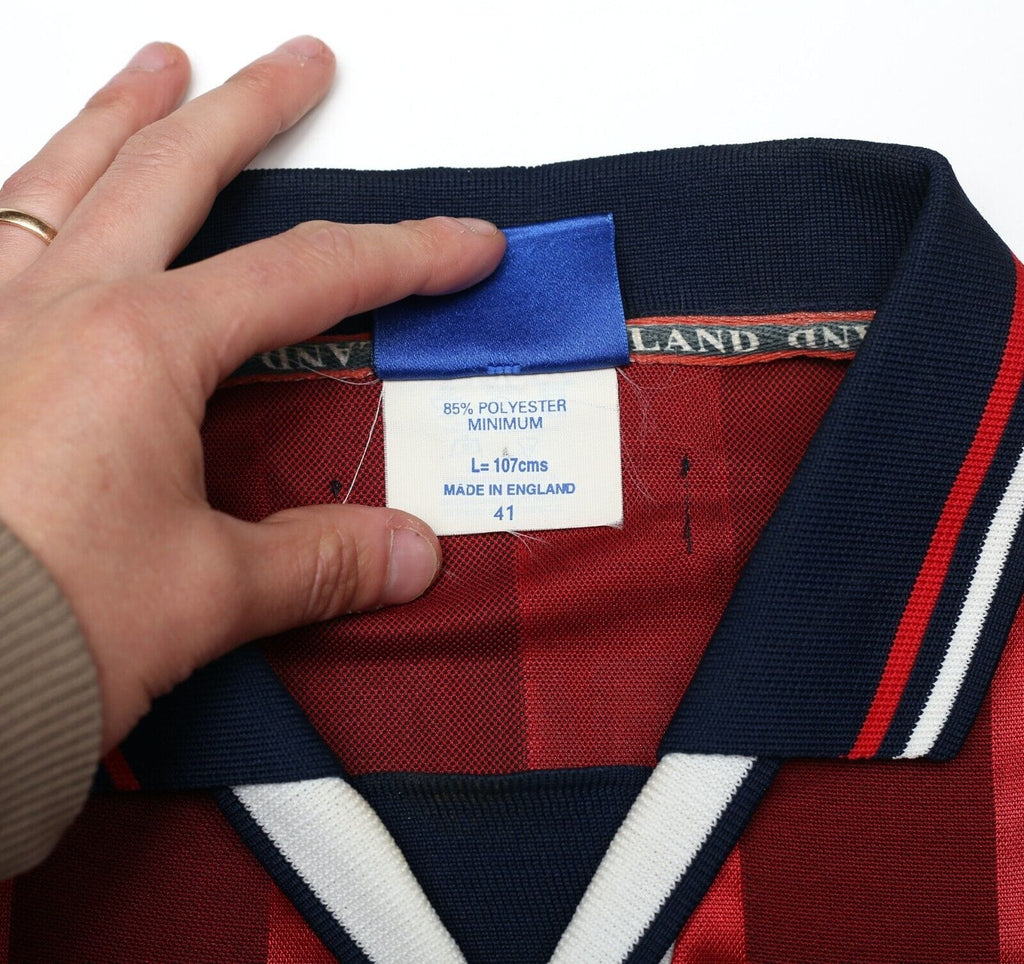 LAND
85% POLYESTER
MINIMUM
L= 107cms
MADE IN ENGLAND
41